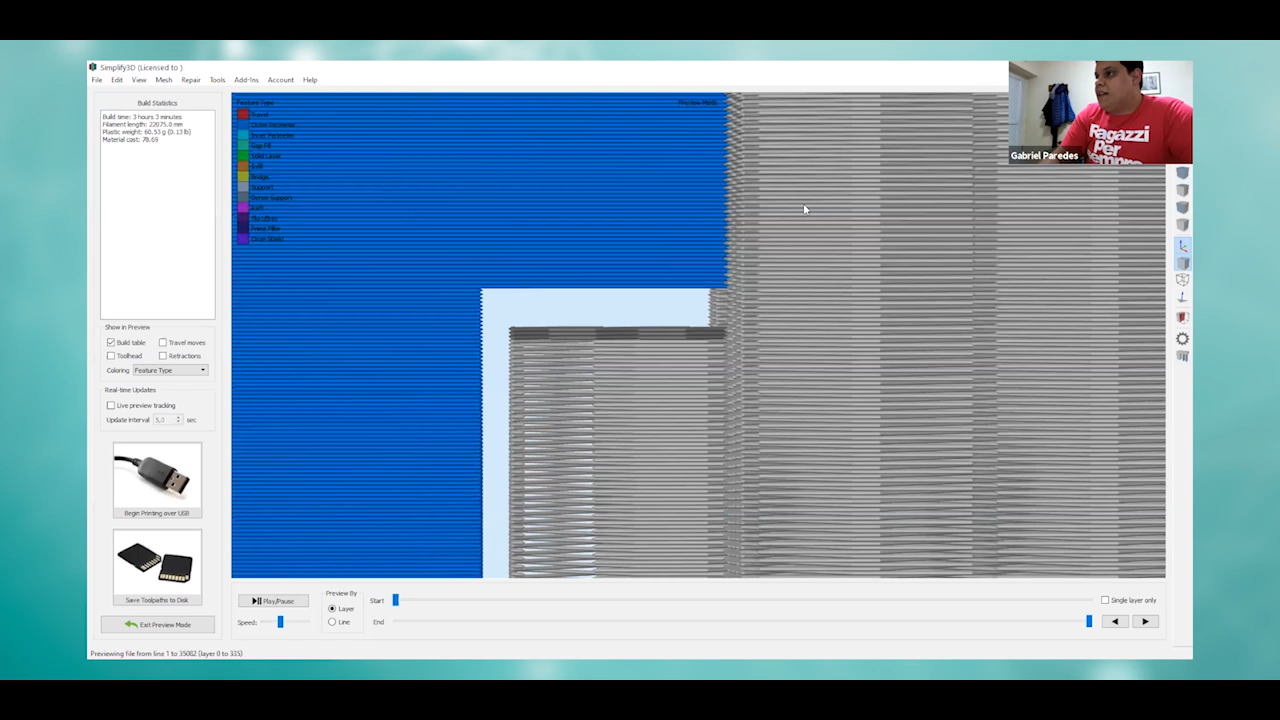 Simplify3D (Licensed to )
File Edit View Mesh Repair Tools Add-Ins Account Help
Build Statistics
Build time: 3 hours 3 minutes
Filament length: 22075.0 mm
Plastic weight: 60.53 g (0.13 lb)
Material cost: 78.69
Feature Type
Preview Mode
Travel
Outer Perimeter
Inner Perimeter
Gap Fill
Solid Layer
Infill
Bridge
Support
Dense Support
Raft
Skirt/Brim
Prime Pillar
Ooze Shield
Ragazzi
Per
Gabriel Paredes
Show in Preview
Build table Travel moves
Toolhead Retractions
Coloring Feature Type
Real-time Updates
Live preview tracking
Update interval 5,0 sec
Begin Printing over USB
Save Toolpaths to Disk
Exit Preview Mode
Play/Pause
Speed:
Preview By
Layer
Line
Start
End
Single layer only
Previewing file from line 1 to 35082 (layer 0 to 335)